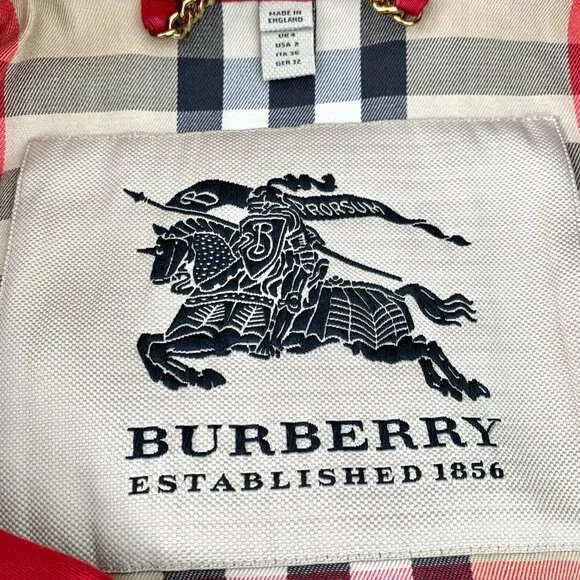 MADE IN
ENGLAND
UK 4
USA 2
ITA 36
GER 32
B
PRORSUM
B
BURBERRY
ESTABLISHED 1856